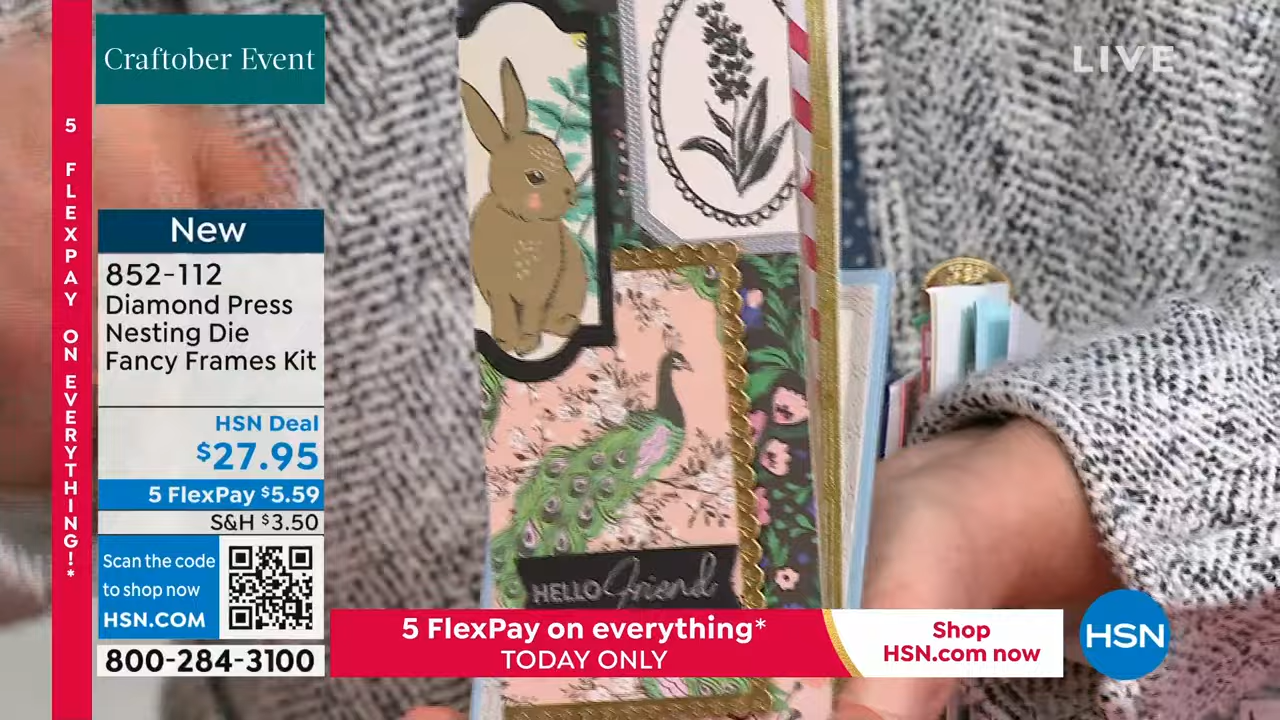 Craftober Event
LIVE
5 FLEXPAY ON EVERYTHING!*
New
852-112
Diamond Press
Nesting Die
Fancy Frames Kit
HSN Deal
$27.95
5 FlexPay $5.59
S&H $3.50
Scan the code
to shop now
HSN.COM
800-284-3100
HELLO friend
5 FlexPay on everything*
TODAY ONLY
Shop
HSN.com now
HSN